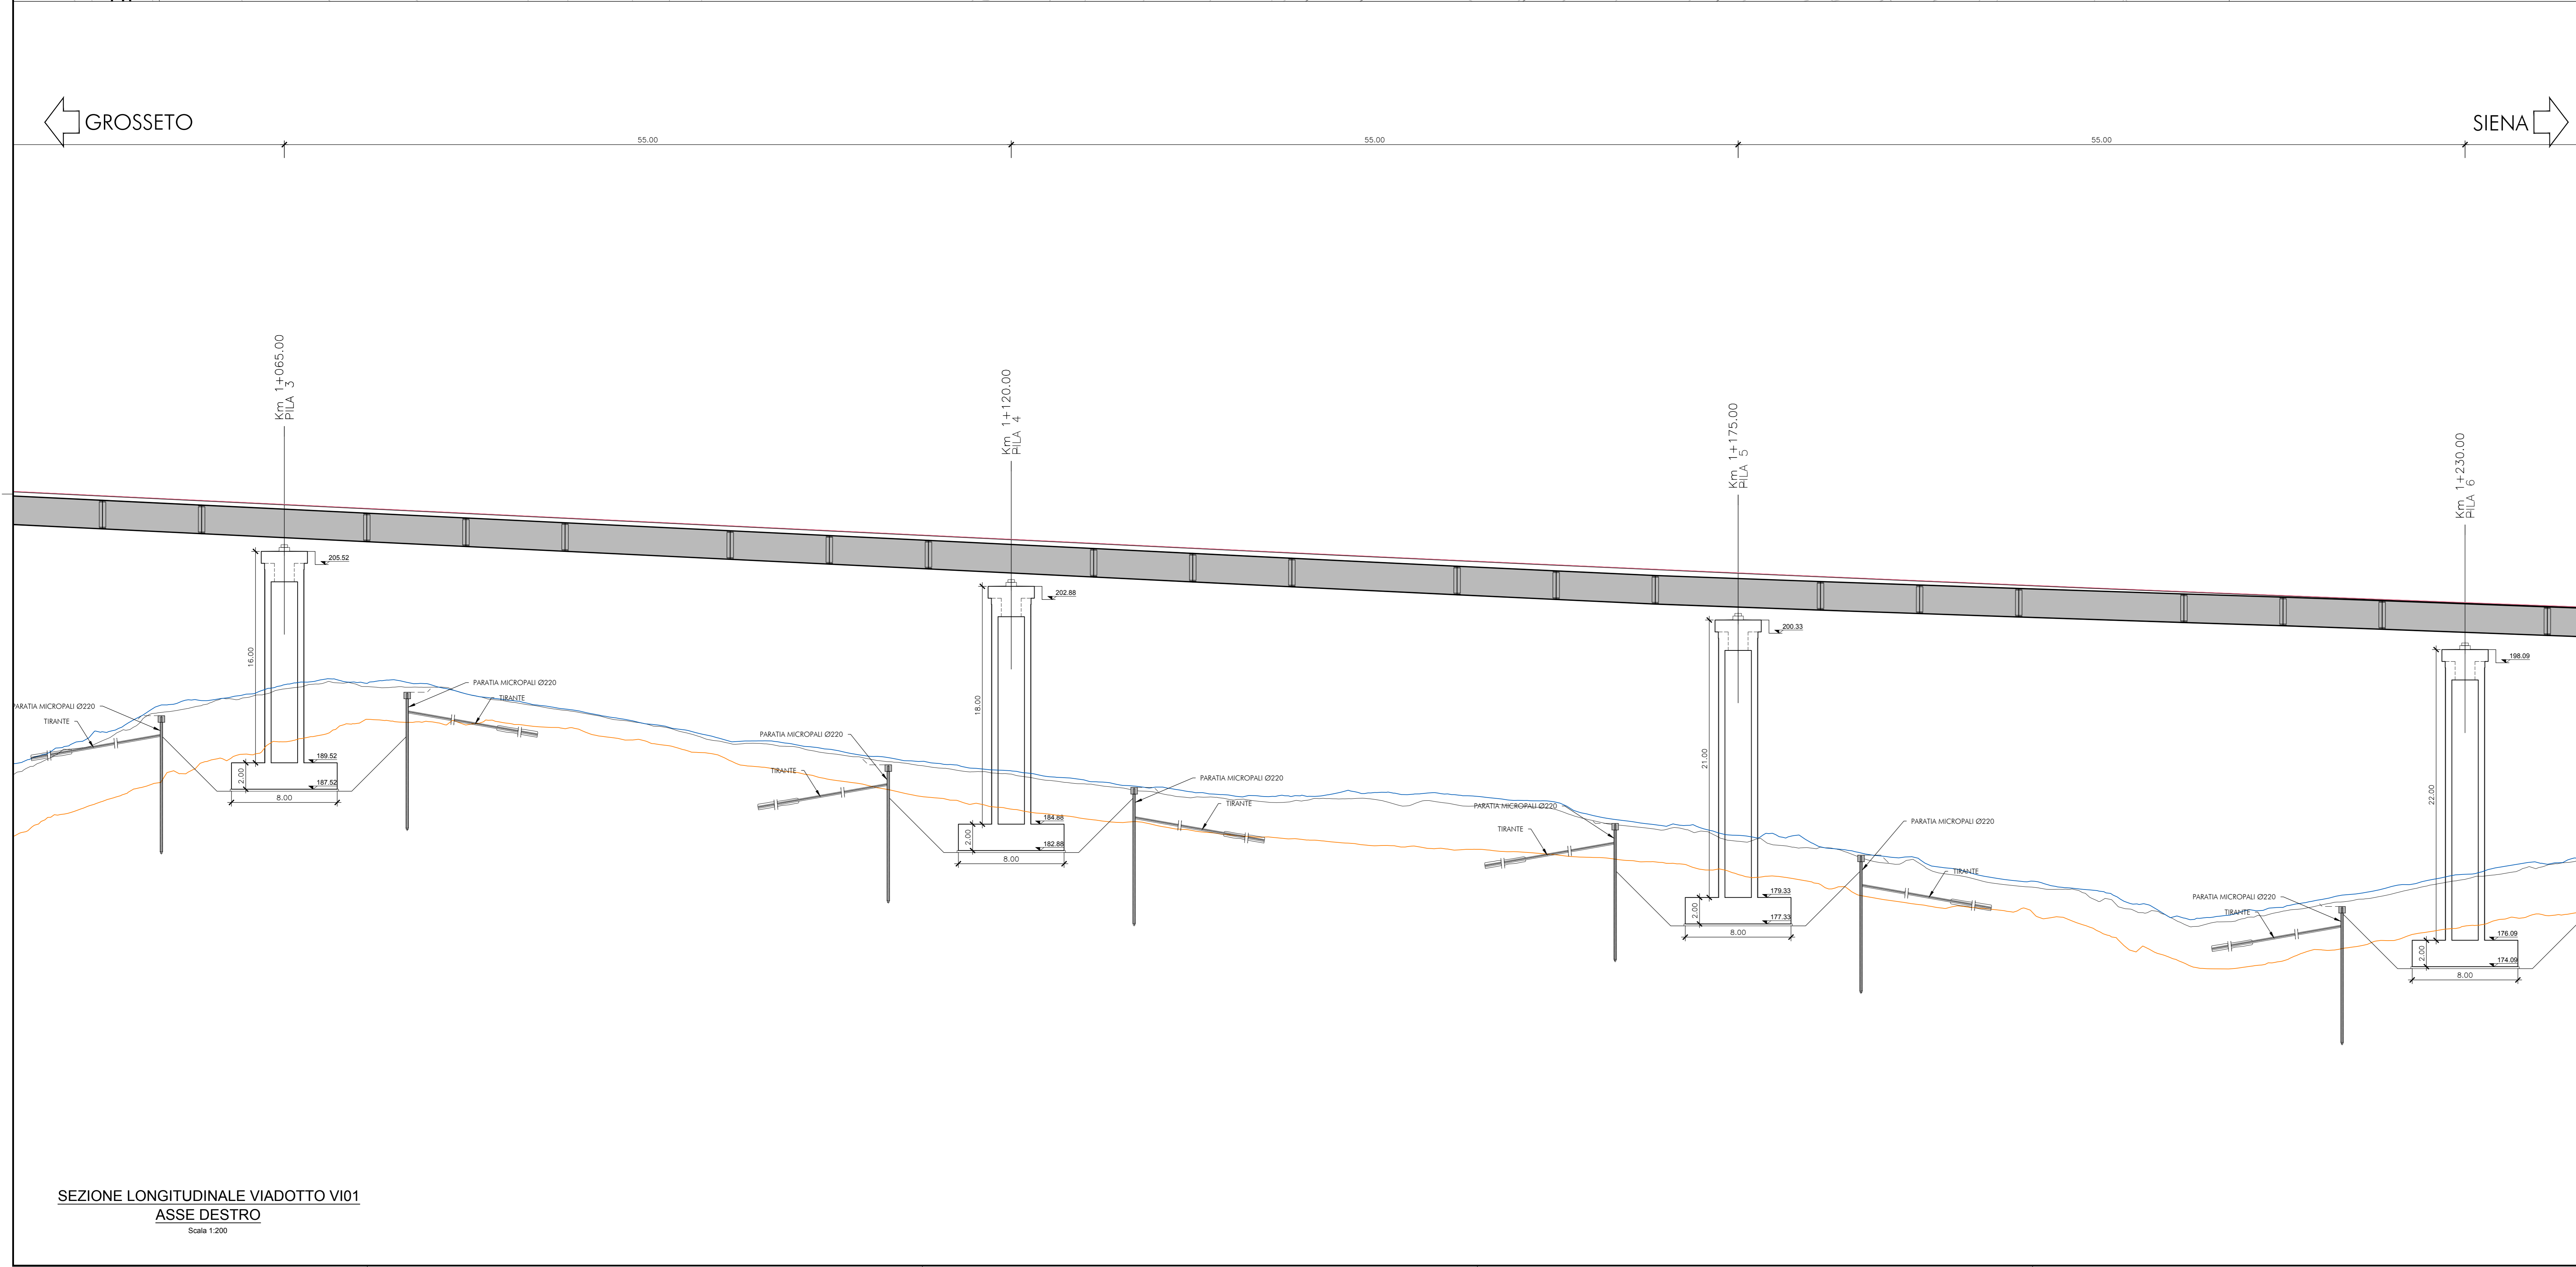 GROSSETO
SIENA
55.00
55.00
55.00
Km 1+065.00
PILA 3
Km 1+120.00
PILA 4
Km 1+175.00
PILA 5
Km 1+230.00
PILA 6
205.52
16.00
189.52
2.00
187.52
8.00
PARATIA MICROPALI Ø220
TIRANTE
PARATIA MICROPALI Ø220
TIRANTE
202.88
18.00
184.88
2.00
182.88
8.00
PARATIA MICROPALI Ø220
TIRANTE
PARATIA MICROPALI Ø220
TIRANTE
200.33
21.00
179.33
2.00
177.33
8.00
PARATIA MICROPALI Ø220
TIRANTE
PARATIA MICROPALI Ø220
TIRANTE
198.09
22.00
176.09
2.00
174.09
8.00
PARATIA MICROPALI Ø220
TIRANTE
SEZIONE LONGITUDINALE VIADOTTO VI01
ASSE DESTRO
Scala 1:200